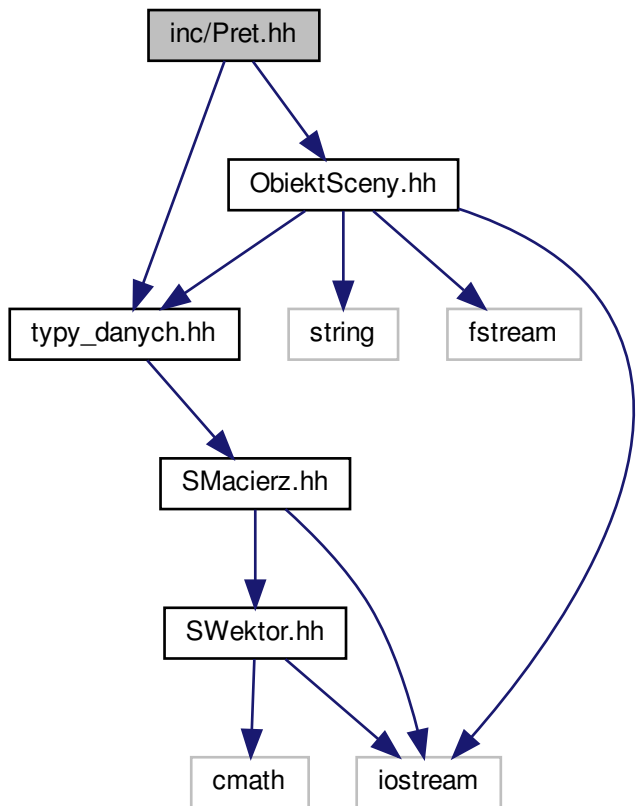 inc/Pret.hh
ObiektSceny.hh
typy_danych.hh
string
fstream
SMacierz.hh
SWektor.hh
cmath
iostream